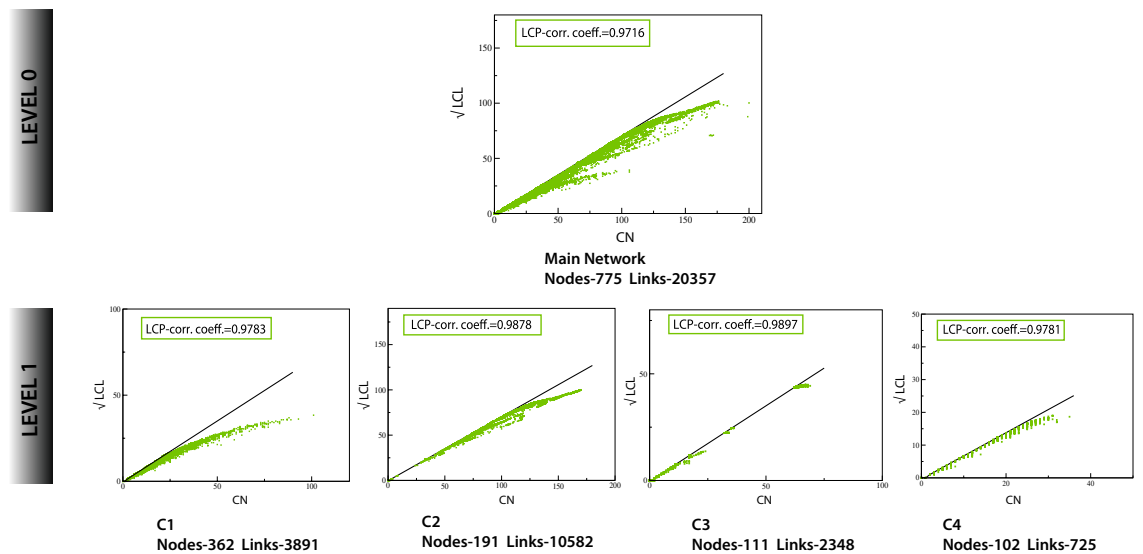 LEVEL 0
LCP-corr. coeff.=0.9716
√ LCL
150
100
50
0
0 50 100 150 200
CN
Main Network
Nodes-775 Links-20357
LEVEL 1
LCP-corr. coeff.=0.9783
√ LCL
100
50
0
0 50 100
CN
C1
Nodes-362 Links-3891
LCP-corr. coeff.=0.9878
√ LCL
150
100
50
0
0 50 100 150 200
CN
C2
Nodes-191 Links-10582
LCP-corr. coeff.=0.9897
√ LCL
50
0
0 50 100
CN
C3
Nodes-111 Links-2348
LCP-corr. coeff.=0.9781
√ LCL
50
40
30
20
10
0
0 20 40
CN
C4
Nodes-102 Links-725